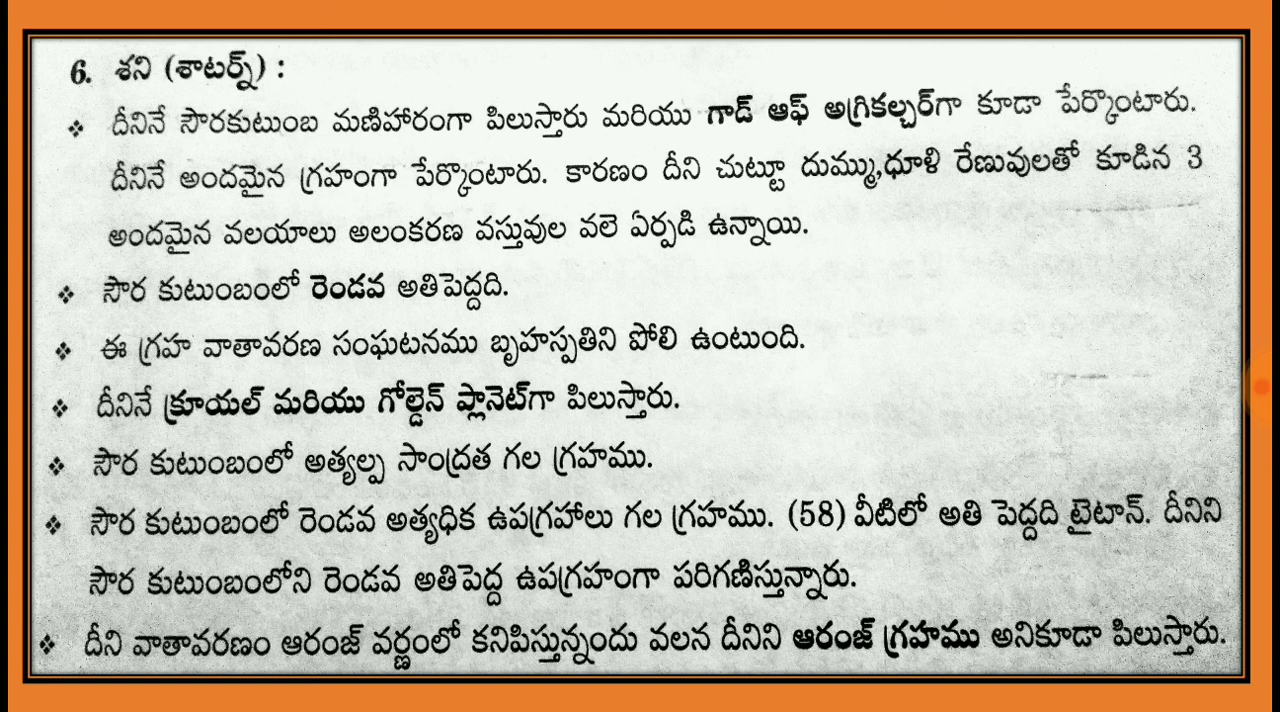 6. శని (శాటర్న్) :
❖ దీనినే సౌరకుటుంబ మణిహారంగా పిలుస్తారు మరియు గాడ్ ఆఫ్ అగ్రికల్చర్‌గా కూడా పేర్కొంటారు.
దీనినే అందమైన గ్రహంగా పేర్కొంటారు. కారణం దీని చుట్టూ దుమ్ము,ధూళి రేణువులతో కూడిన 3
అందమైన వలయాలు అలంకరణ వస్తువుల వలె ఏర్పడి ఉన్నాయి.
❖ సౌర కుటుంబంలో రెండవ అతిపెద్దది.
❖ ఈ గ్రహ వాతావరణ సంఘటనము బృహస్పతిని పోలి ఉంటుంది.
❖ దీనినే క్రూయల్ మరియు గోల్డెన్ ప్లానెట్‌గా పిలుస్తారు.
❖ సౌర కుటుంబంలో అత్యల్ప సాంద్రత గల గ్రహము.
❖ సౌర కుటుంబంలో రెండవ అత్యధిక ఉపగ్రహాలు గల గ్రహము. (58) వీటిలో అతి పెద్దది టైటాన్. దీనిని
సౌర కుటుంబంలోని రెండవ అతిపెద్ద ఉపగ్రహంగా పరిగణిస్తున్నారు.
❖ దీని వాతావరణం ఆరంజ్ వర్ణంలో కనిపిస్తున్నందు వలన దీనిని ఆరంజ్ గ్రహము అనికూడా పిలుస్తారు.